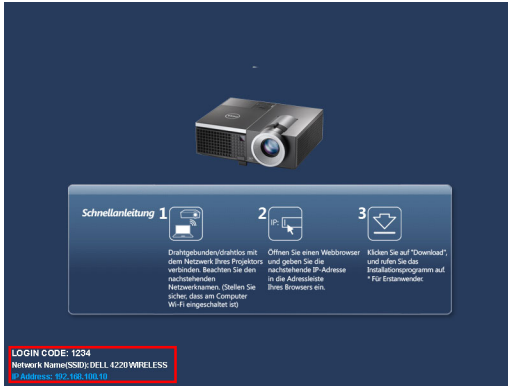 Schnellanleitung 1
2
3
IP:
Drahtgebunden/drahtlos mit
dem Netzwerk Ihres Projektors
verbinden. Beachten Sie den
nachstehenden
Netzwerknamen. (Stellen Sie
sicher, dass am Computer
Wi-Fi eingeschaltet ist)
Öffnen Sie einen Webbrowser
und geben Sie die
nachstehende IP-Adresse
in die Adressleiste
Ihres Browsers ein.
Klicken Sie auf "Download",
und rufen Sie das
Installationsprogramm auf.
* Für Erstanwender.
LOGIN CODE: 1234
Network Name(SSID): DELL 4220 WIRELESS
IP Address: 192.168.100.10